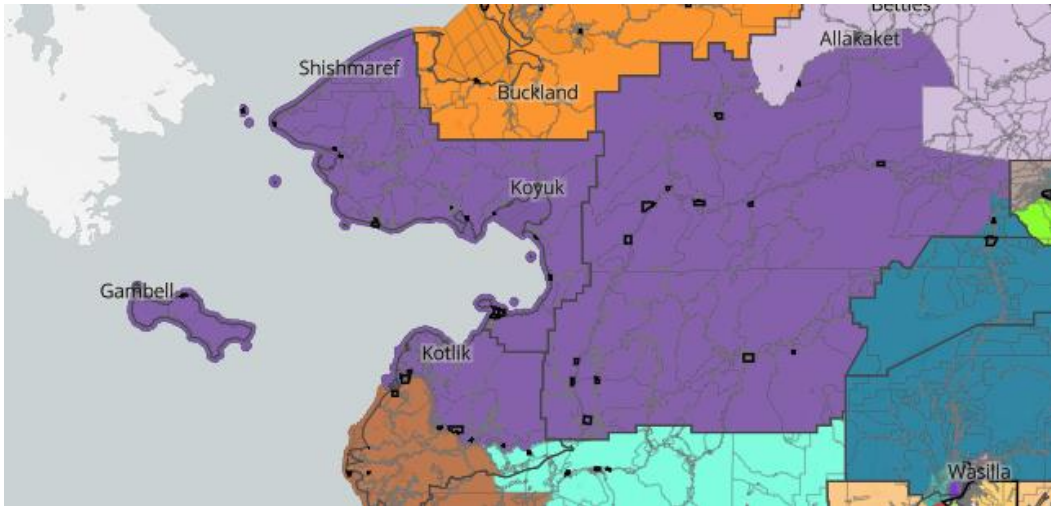 Bettles
Allakaket
Shishmaref
Buckland
Koyuk
Gambell
Kotlik
Wasilla